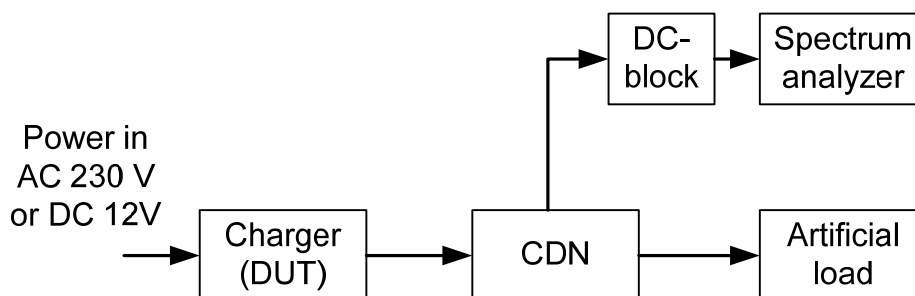 DC-
block
Spectrum
analyzer
Power in
AC 230 V
or DC 12V
Charger
(DUT)
CDN
Artificial
load